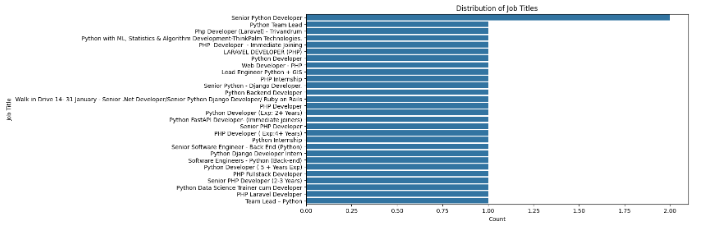 Distribution of Job Titles
Senior Python Developer
Python Team Lead
Php Developer (Laravel) - Trivandrum
Python with ML, Statistics & Algorithm Development-ThinkPalm Technologies.
PHP Developer - Immediate Joining
LARAVEL DEVELOPER (PHP)
Python Developer
Web Developer - PHP
Lead Engineer Python + GIS
PHP Internship
Senior Python - Django Developer.
Python Backend Developer
Walk in Drive 14- 31 January - Senior .Net Developer/Senior Python Django Developer/ Ruby on Rails
PHP Developer
Python Developer (Exp: 2+ Years)
Python FastAPI Developer (Immediate Joiners)
Senior PHP Developer
PHP Developer ( Exp:4+ Years)
Python Internship
Senior Software Engineer - Back End (Python)
Python Django Developer Intern
Software Engineers - Python (Back-end)
Python Developer ( 5 + Years Exp)
PHP Fullstack Developer
Senior PHP Developer (2-3 Years)
Python Data Science Trainer cum Developer
PHP Laravel Developer
Team Lead – Python
Job Title
0.00 0.25 0.50 0.75 1.00 1.25 1.50 1.75 2.00
Count